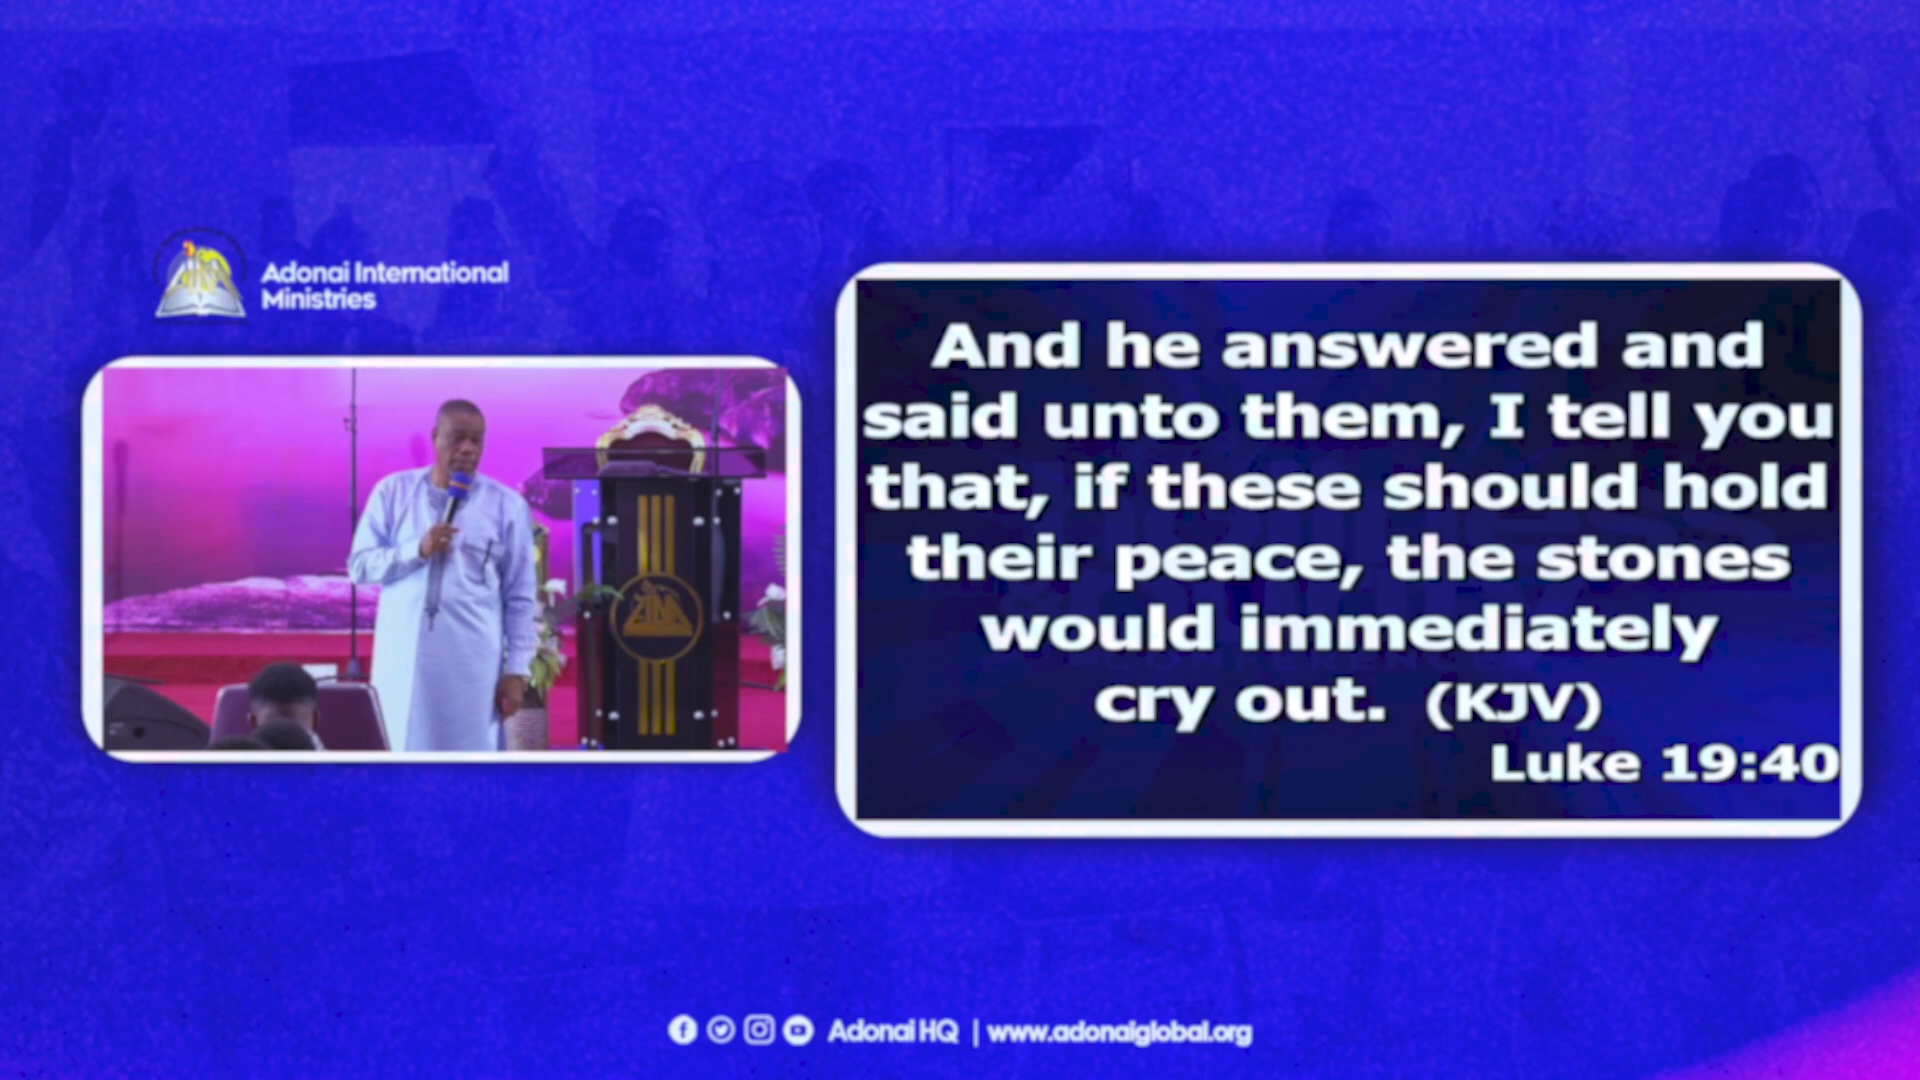 Adonai International
Ministries
And he answered and
said unto them, I tell you
that, if these should hold
their peace, the stones
would immediately
cry out. (KJV)
Luke 19:40
Adonai HQ | www.adonaiglobal.org